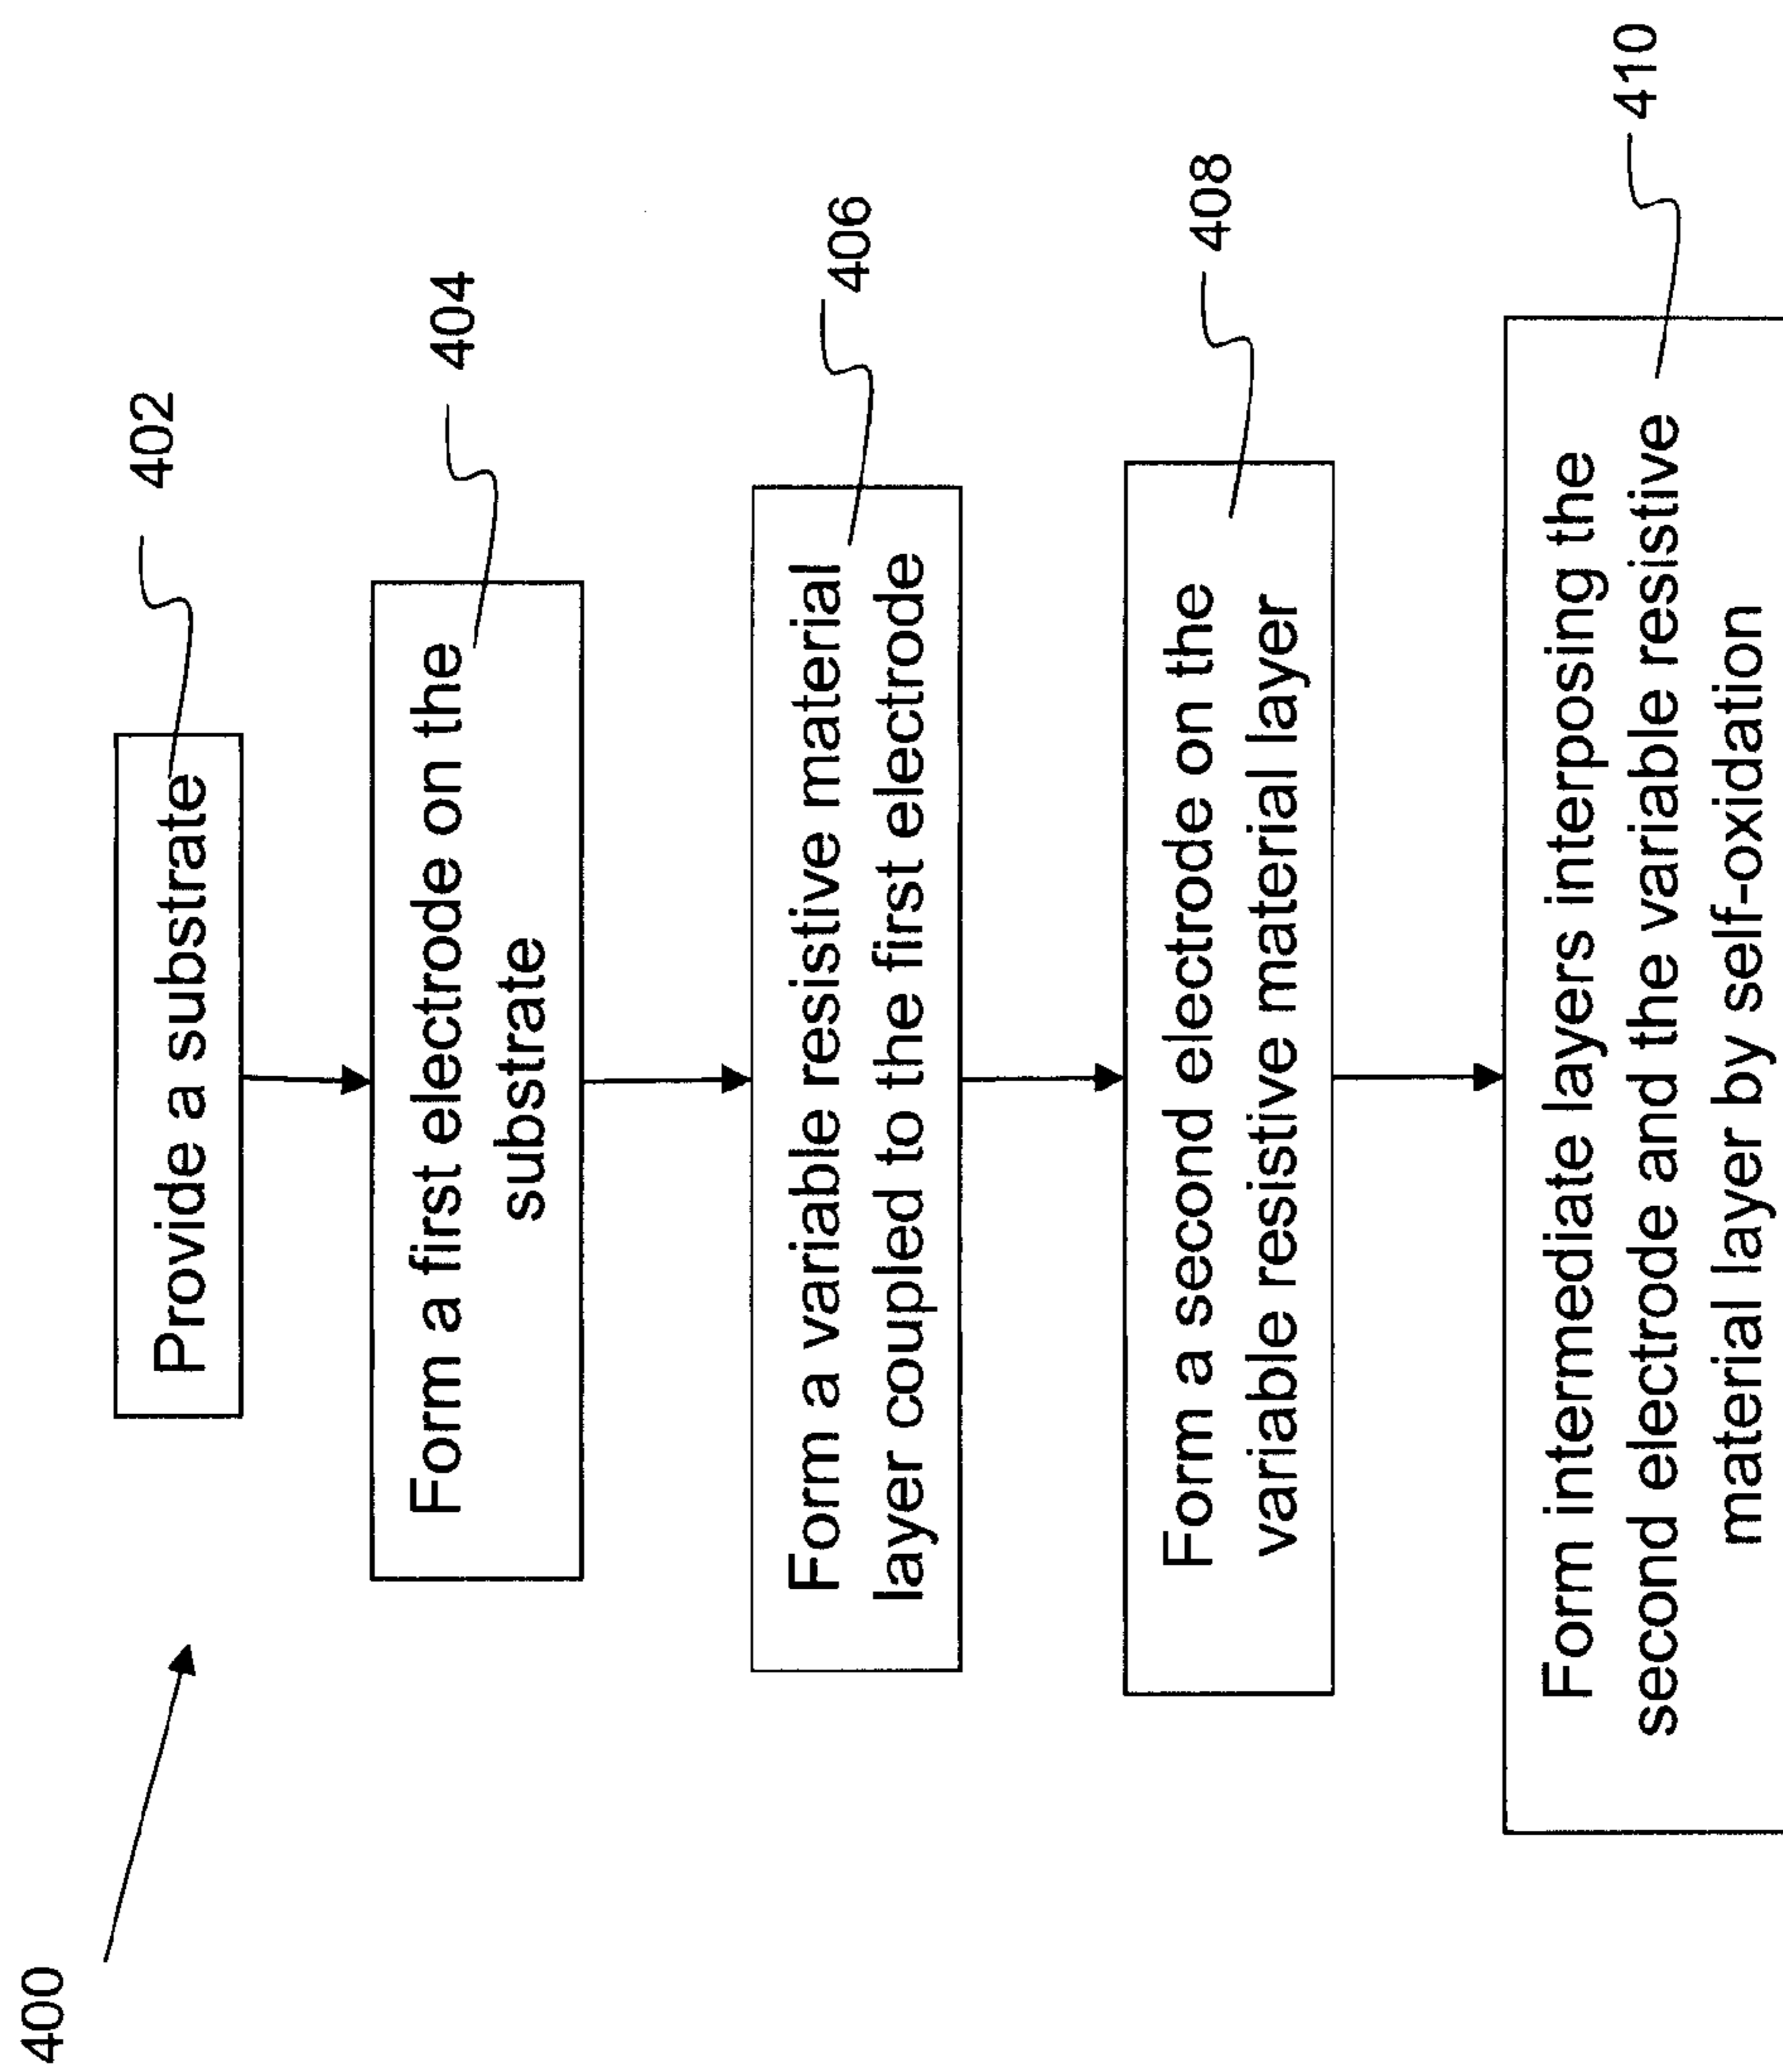 400
402
Provide a substrate
404
Form a first electrode on the
substrate
406
Form a variable resistive material
layer coupled to the first electrode
408
Form a second electrode on the
variable resistive material layer
410
Form intermediate layers interposing the
second electrode and the variable resistive
material layer by self-oxidation